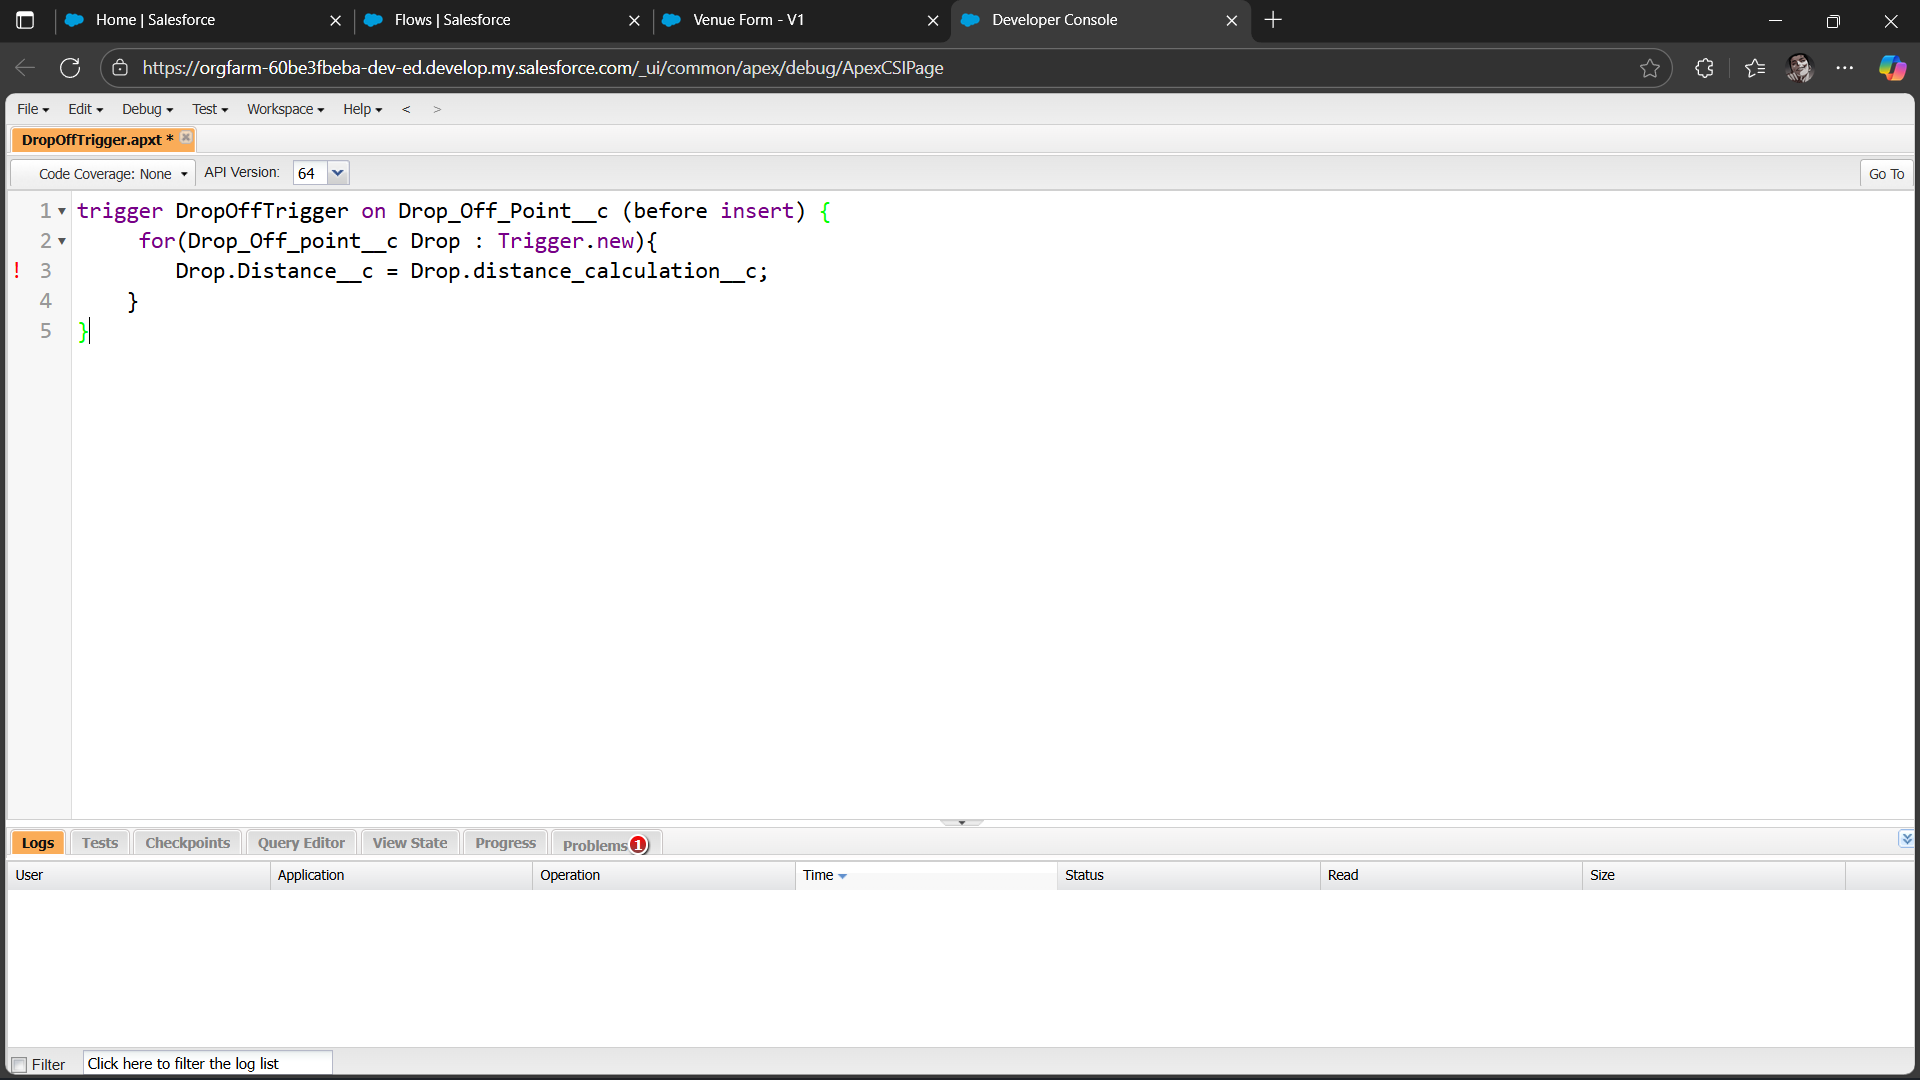 Home | Salesforce
Flows | Salesforce
Venue Form - V1
Developer Console
https://orgfarm-60be3fbeba-dev-ed.develop.my.salesforce.com/_ui/common/apex/debug/ApexCSIPage
File Edit Debug Test Workspace Help < >
DropOffTrigger.apxt *
Code Coverage: None API Version: 64 Go To
1 trigger DropOffTrigger on Drop_Off_Point__c (before insert) {
2 for(Drop_Off_point__c Drop : Trigger.new){
! 3 Drop.Distance__c = Drop.distance_calculation__c;
4 }
5 }
Logs Tests Checkpoints Query Editor View State Progress Problems 1
User Application Operation Time Status Read Size
Filter Click here to filter the log list